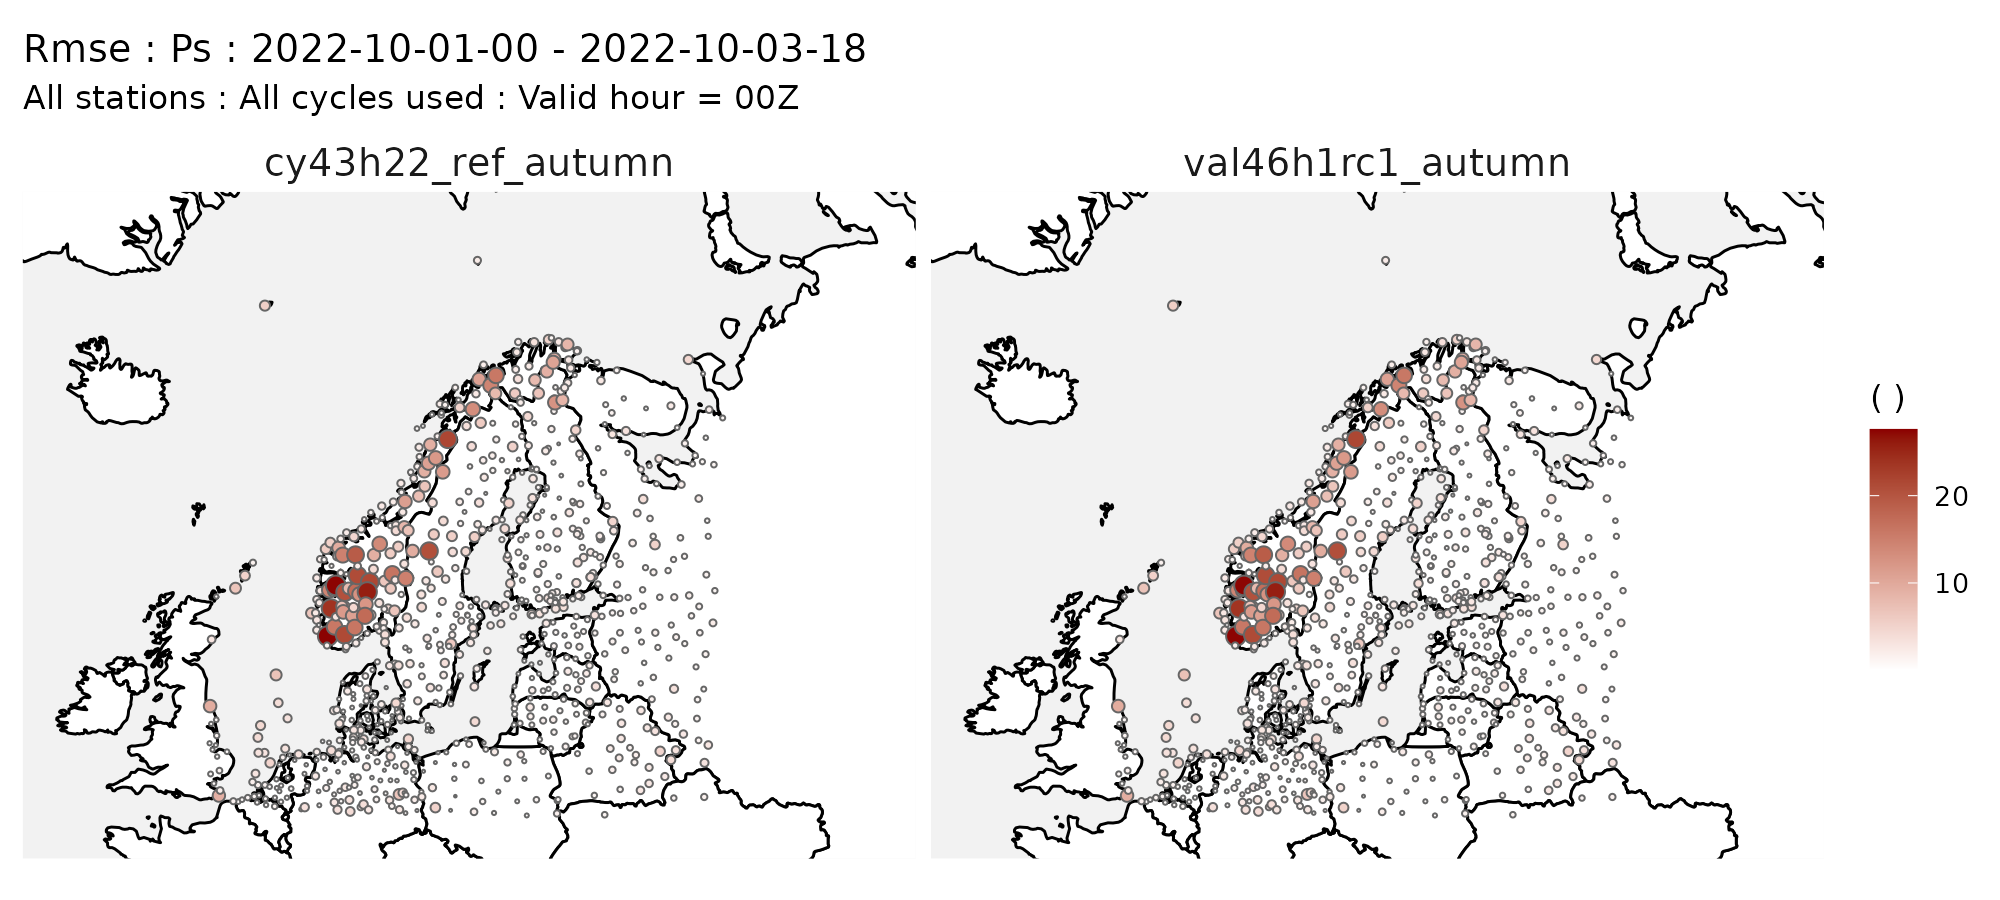 Rmse : Ps : 2022-10-01-00 - 2022-10-03-18
All stations : All cycles used : Valid hour = 00Z
cy43h22_ref_autumn
val46h1rc1_autumn
( )
20
10